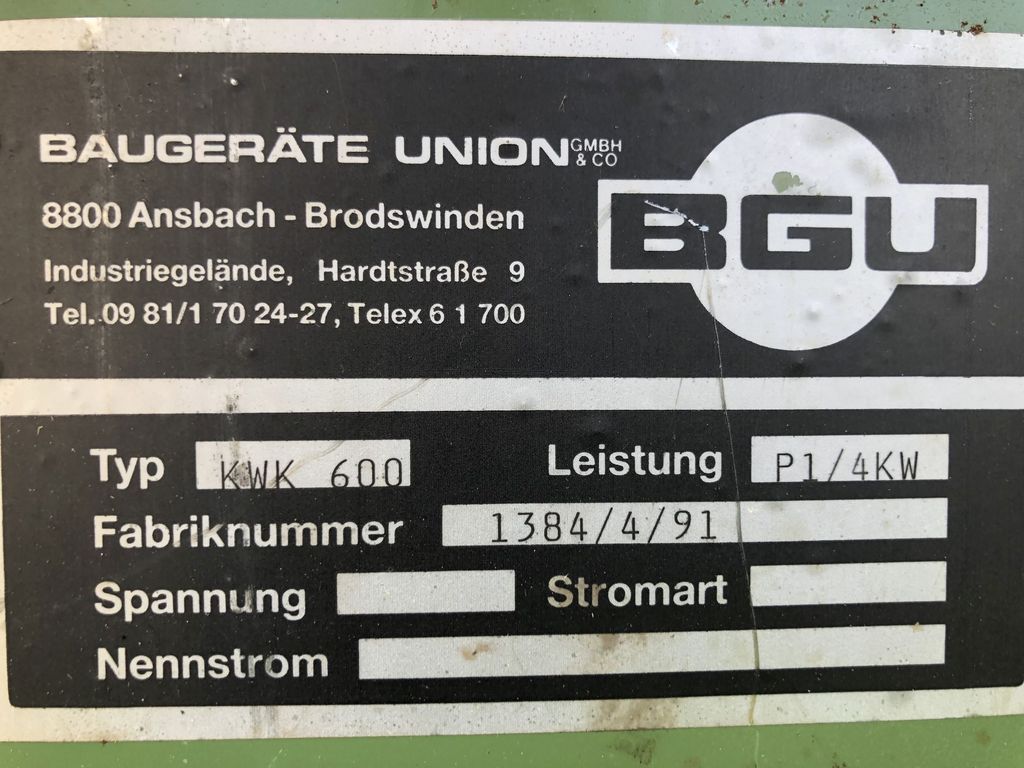 BAUGERÄTE UNION GMBH & CO
8800 Ansbach - Brodswinden
Industriegelände, Hardtstraße 9
Tel. 09 81/1 70 24-27, Telex 6 1 700
BGU
Typ KWK 600 Leistung P1/4KW
Fabriknummer 1384/4/91
Spannung Stromart
Nennstrom